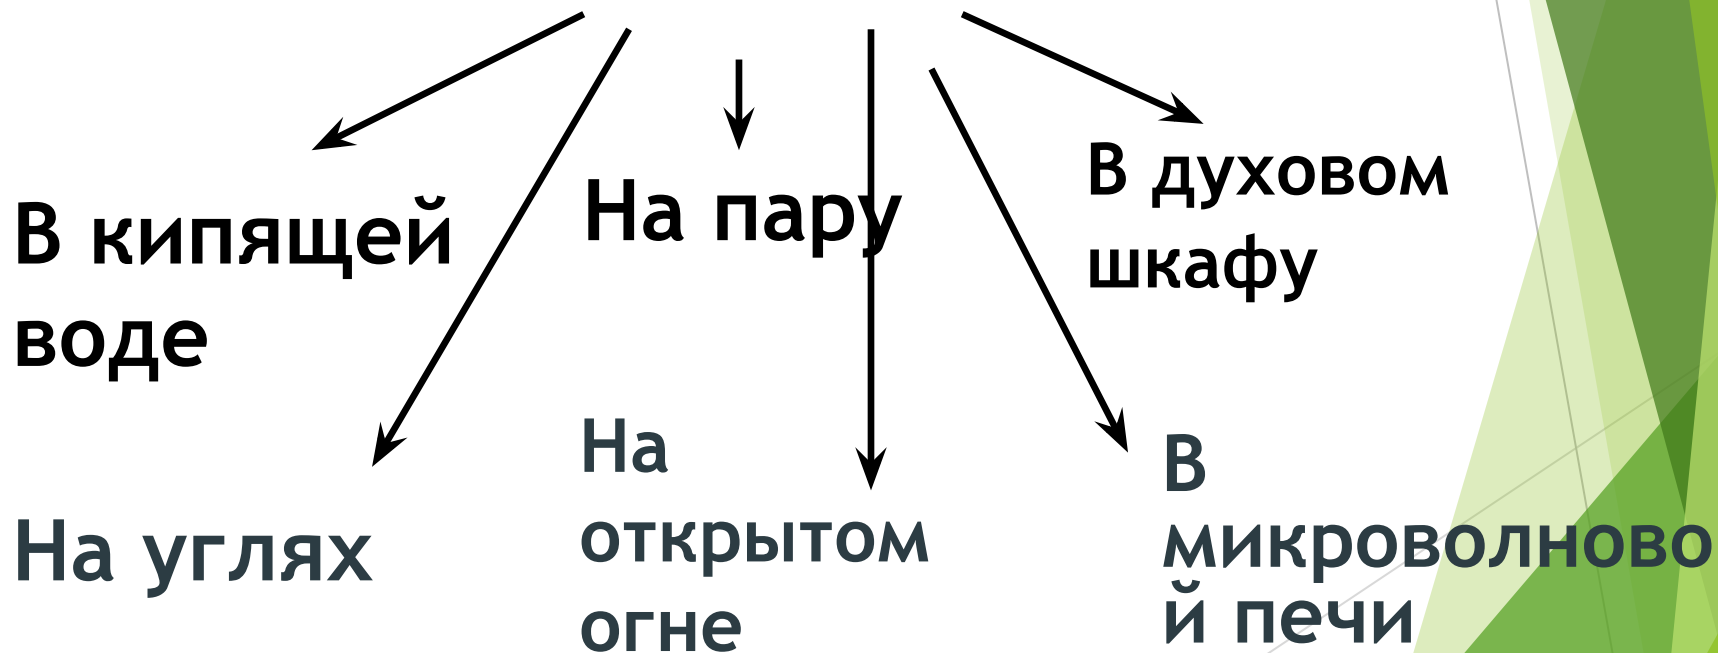 В кипящей
воде
На пару
В духовом
шкафу
На углях
На
открытом
огне
В
микроволново
й печи